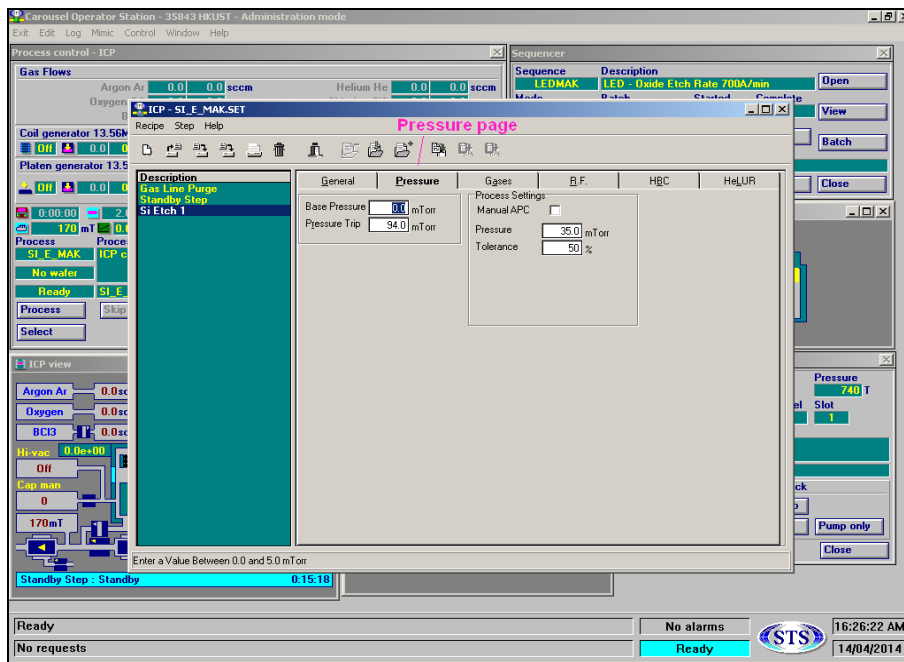 Carousel Operator Station - 35843 HKUST - Administration mode
Exit Edit Log Mimic Control Window Help
Process control - ICP
Gas Flows
Argon Ar 0.0 0.0 sccm Helium He 0.0 0.0 sccm
Oxygen
Coil generator 13.56M
Off 0.0
Platen generator 13.5
Off 0.0
0:00:00 2.
170 mT 0.
Process Proce
SI_E_MAK ICP c
No wafer
Ready SI_E
Process Skip
Select
Sequencer
Sequence Description
LEDMAK LED - Oxide Etch Rate 700A/min
Open
View
Batch
Close
ICP - SI_E_MAK.SET
Recipe Step Help
Pressure page
Description
Gas Line Purge
Standby Step
Si Etch 1
General Pressure Gases R.F. HBC HeLUR
Base Pressure 0.0 mTorr
Pressure Trip 94.0 mTorr
Process Settings
Manual APC
Pressure 35.0 mTorr
Tolerance 50 %
Enter a Value Between 0.0 and 5.0 mTorr
ICP view
Argon Ar 0.0sc
Oxygen 0.0sc
BCl3 0.0sc
Hi-vac 0.0e+00
Off
Cap man
0
170mT
Standby Step : Standby 0:15:18
Pressure
740 T
el Slot
1
ck
Pump only
Close
Ready
No alarms
16:26:22 AM
No requests
Ready
STS
14/04/2014